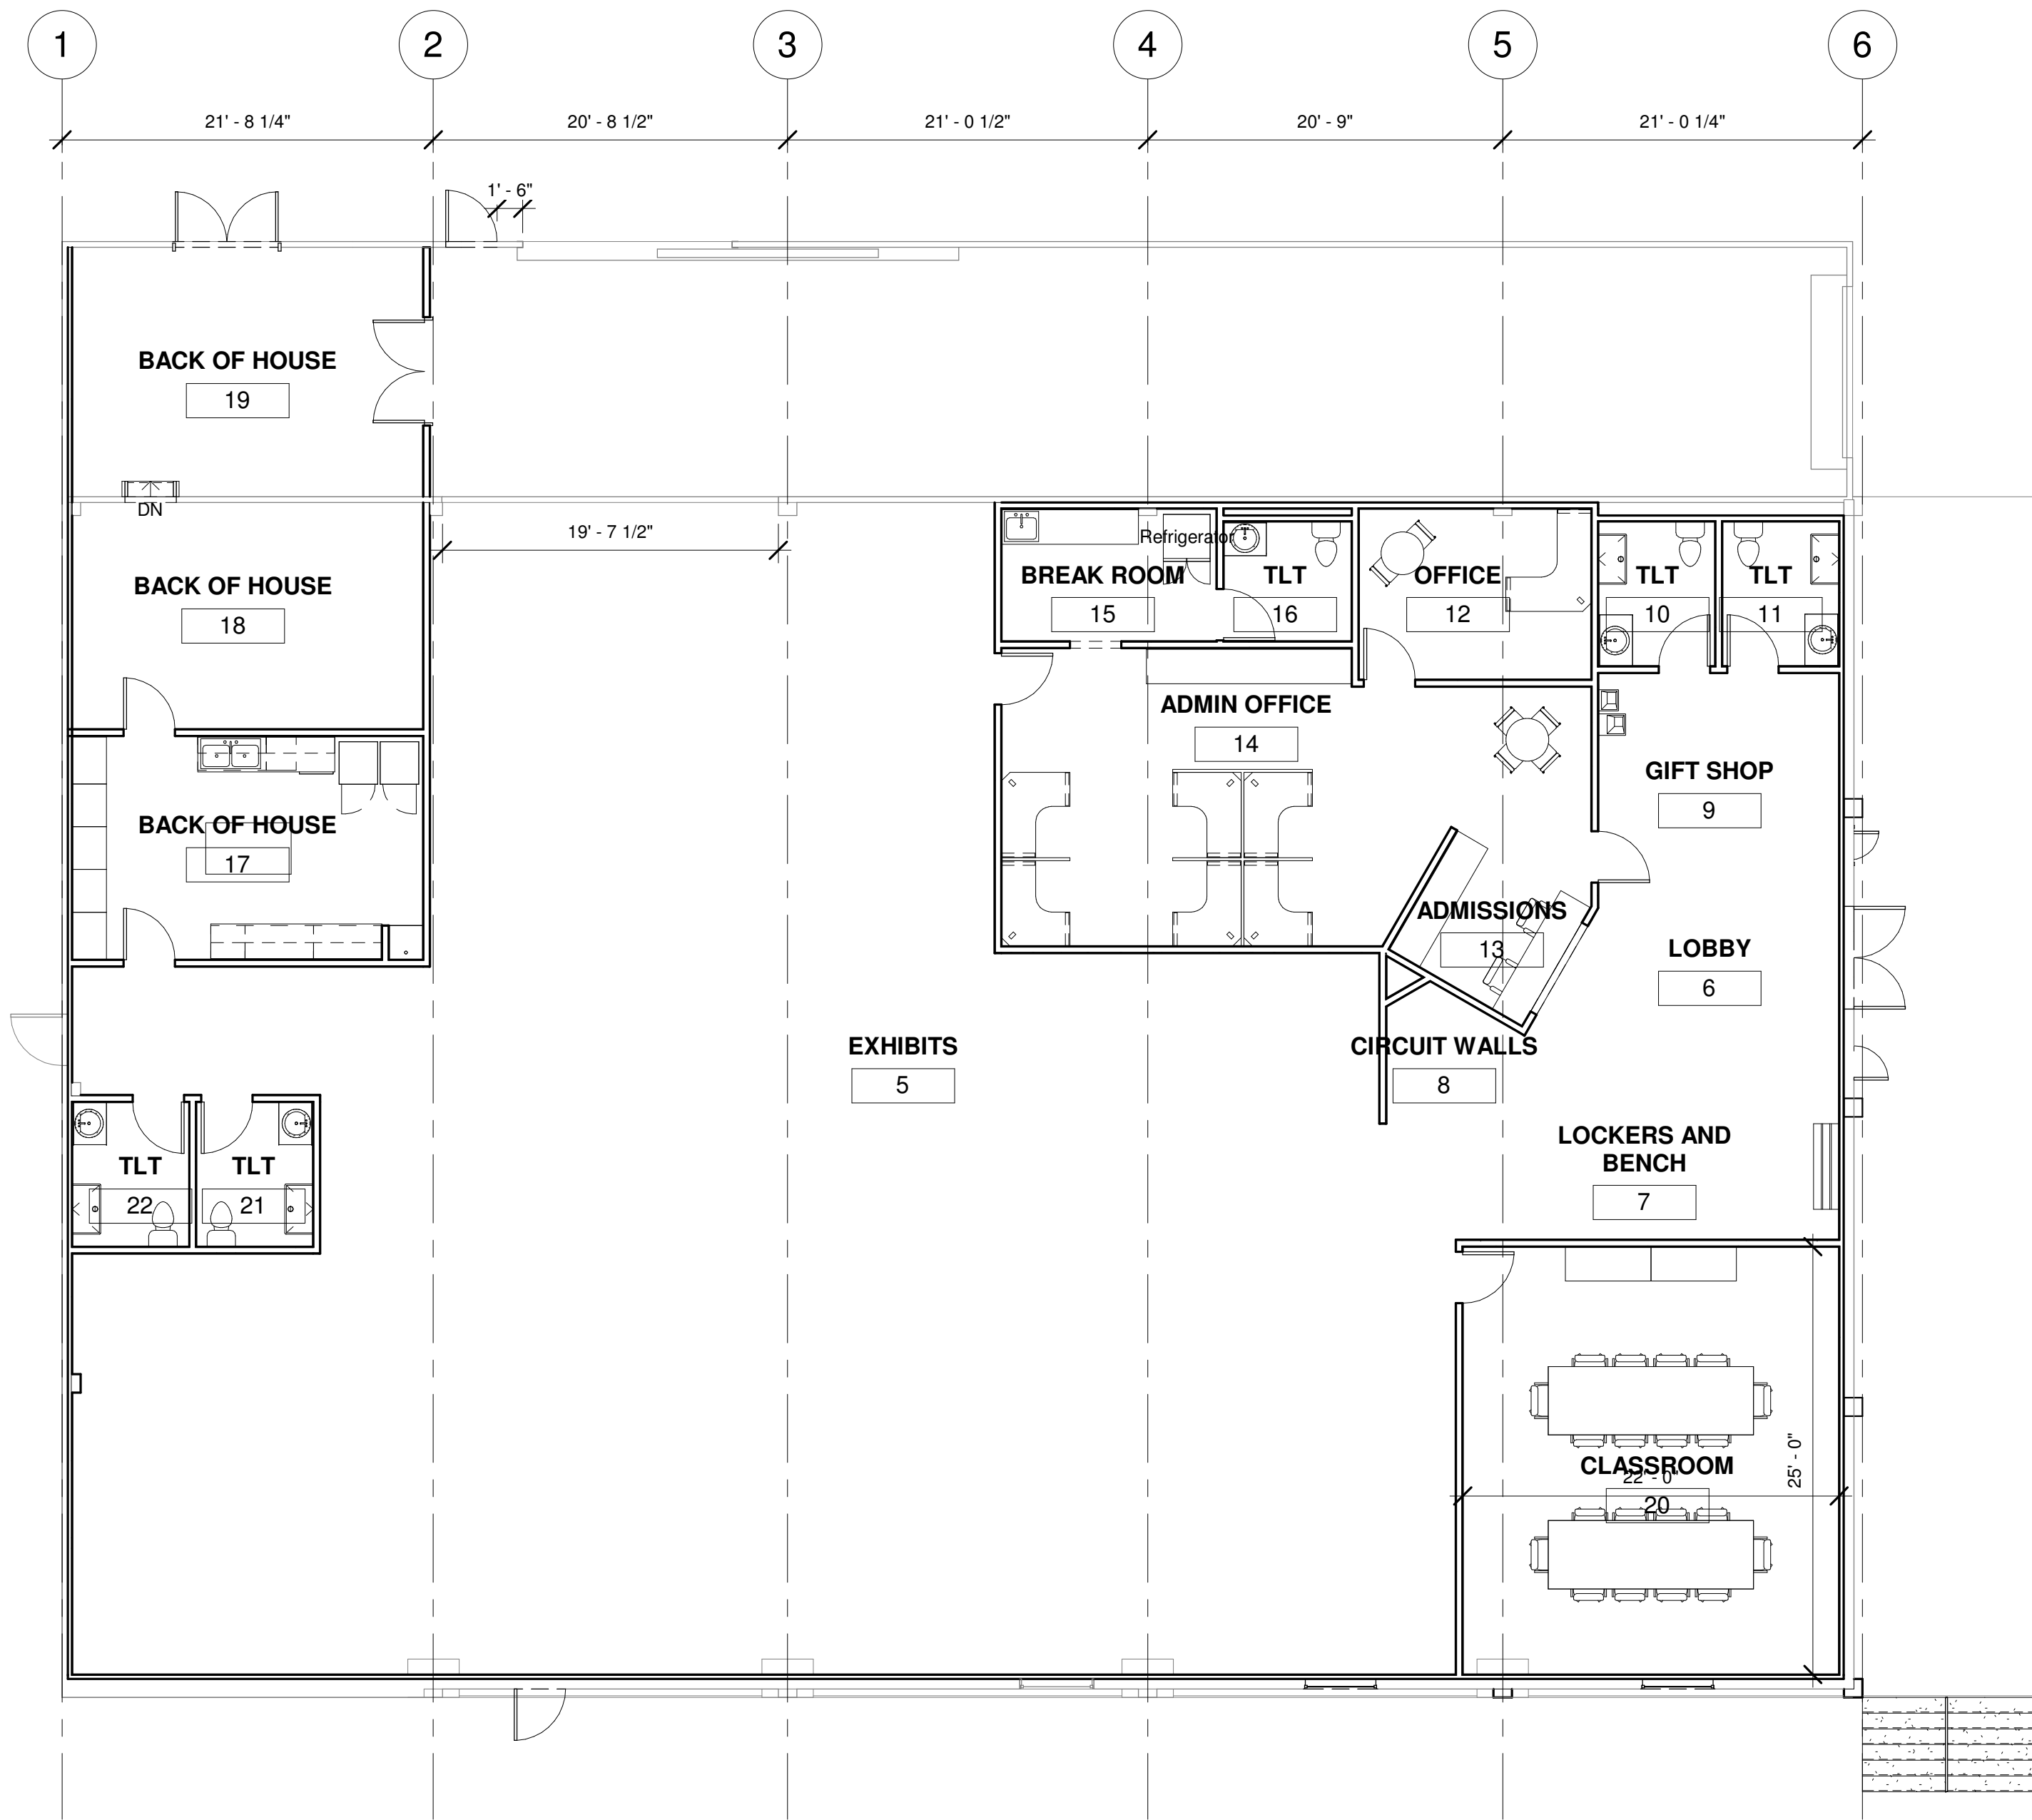 1
2
3
4
5
6
21' - 8 1/4"
20' - 8 1/2"
21' - 0 1/2"
20' - 9"
21' - 0 1/4"
1' - 6"
BACK OF HOUSE
19
DN
19' - 7 1/2"
Refrigerator
BACK OF HOUSE
18
BREAK ROOM
15
TLT
16
OFFICE
12
TLT
10
TLT
11
ADMIN OFFICE
14
GIFT SHOP
9
BACK OF HOUSE
17
ADMISSIONS
13
LOBBY
6
EXHIBITS
5
CIRCUIT WALLS
8
LOCKERS AND
BENCH
7
TLT
22
TLT
21
CLASSROOM
22' - 0"
20
25' - 0"